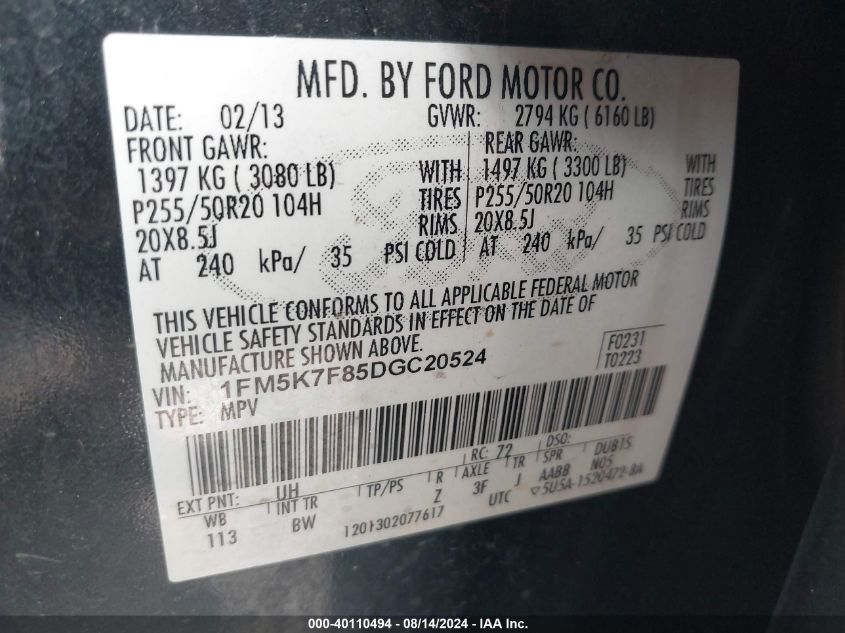 MFD. BY FORD MOTOR CO.
DATE: 02/13 GVWR: 2794 KG ( 6160 LB)
FRONT GAWR: REAR GAWR:
1397 KG ( 3080 LB) WITH 1497 KG ( 3300 LB) WITH
P255/50R20 104H TIRES P255/50R20 104H TIRES
20X8.5J RIMS 20X8.5J RIMS
AT 240 kPa/ 35 PSI COLD AT 240 kPa/ 35 PSI COLD
THIS VEHICLE CONFORMS TO ALL APPLICABLE FEDERAL MOTOR
VEHICLE SAFETY STANDARDS IN EFFECT ON THE DATE OF
MANUFACTURE SHOWN ABOVE.
F0231
T0223
VIN: 1FM5K7F85DGC20524
TYPE: MPV
EXT PNT: UH RC: 72 DSO:
WB INT TR TP/PS R AXLE TR SPR DUB1S
113 BW Z 3F J AABB N05
1201302077617 UTC ▽5U5A-1520472-BA
000-40110494 - 08/14/2024 - IAA Inc.